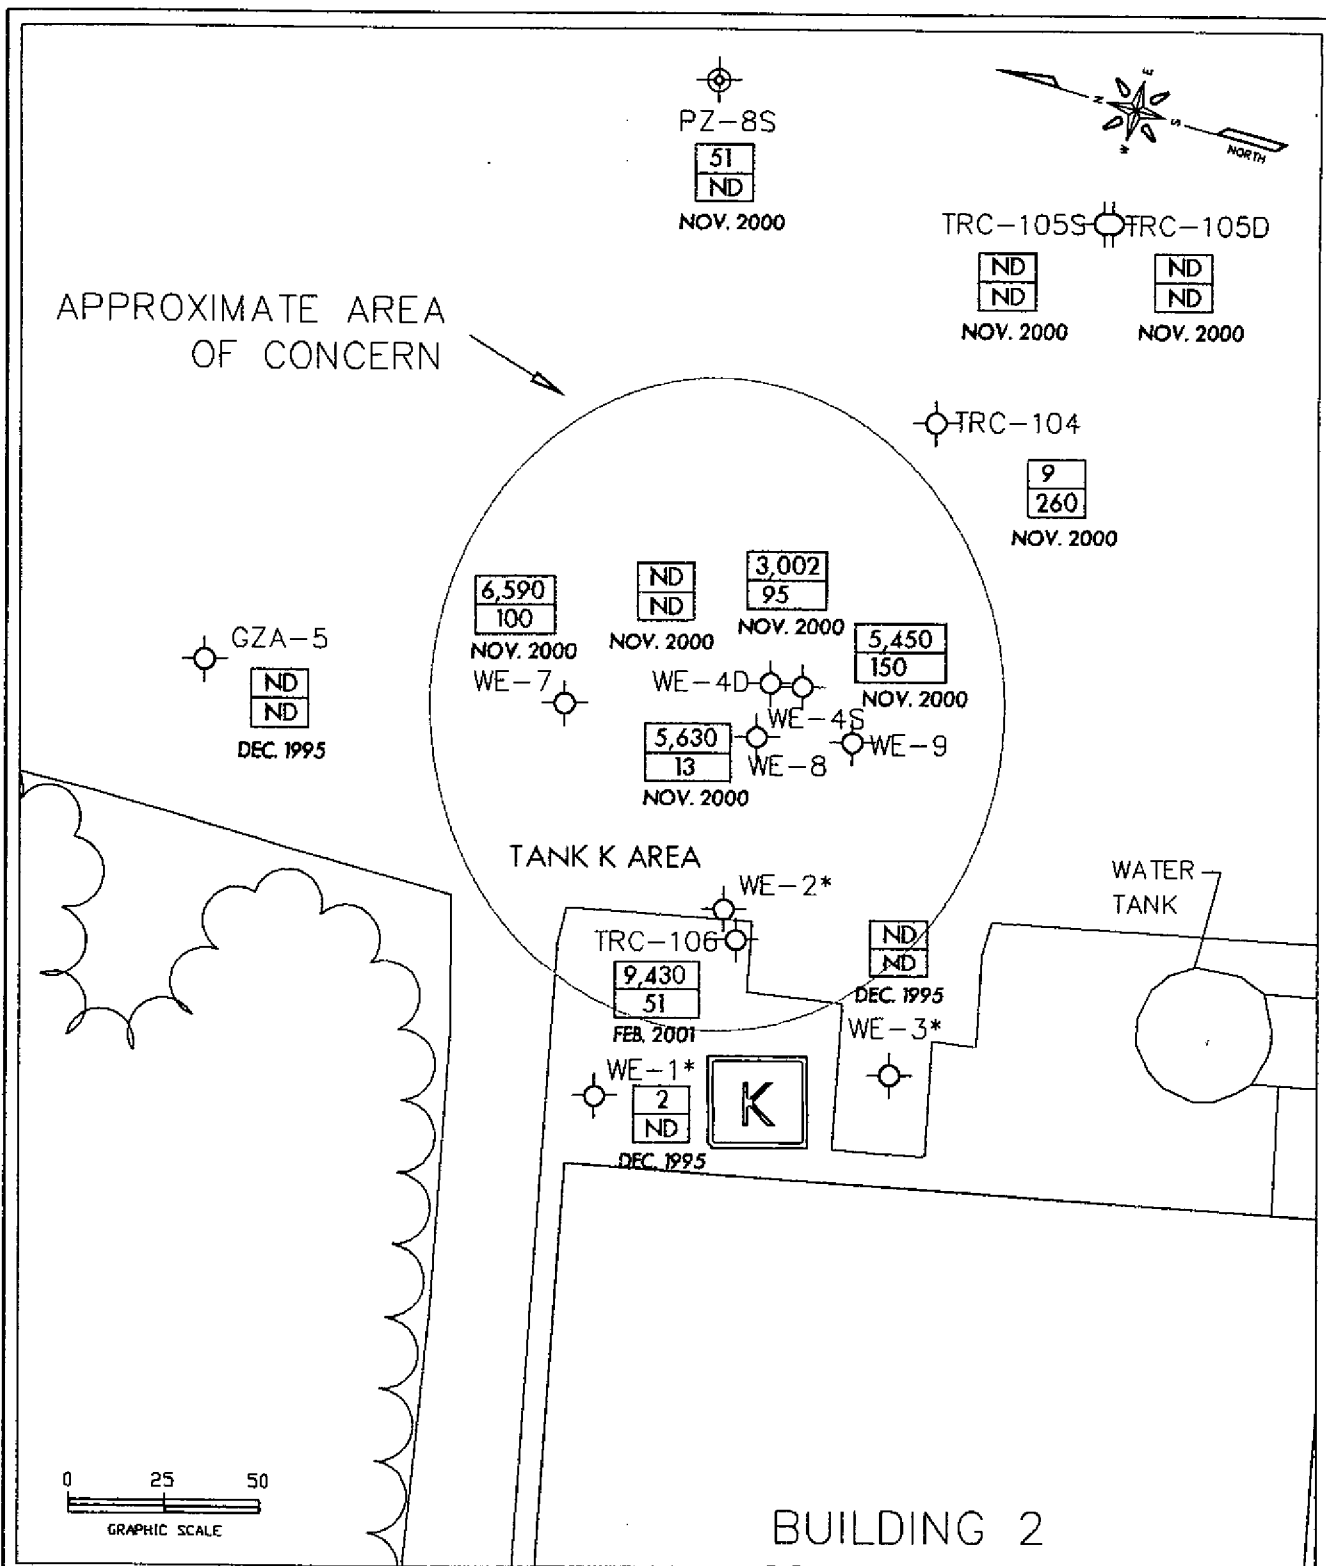 PZ-8S
51
ND
NOV. 2000
N
E
S
W
NORTH
TRC-105S
TRC-105D
ND
ND
NOV. 2000
ND
ND
NOV. 2000
APPROXIMATE AREA
OF CONCERN
TRC-104
9
260
NOV. 2000
6,590
100
NOV. 2000
WE-7
ND
ND
NOV. 2000
WE-4D
3,002
95
NOV. 2000
WE-4S
5,450
150
NOV. 2000
WE-9
GZA-5
ND
ND
DEC. 1995
5,630
13
NOV. 2000
WE-8
TANK K AREA
WE-2*
TRC-106
9,430
51
FEB. 2001
ND
ND
DEC. 1995
WE-3*
WATER
TANK
WE-1*
2
ND
DEC. 1995
K
0 25 50
GRAPHIC SCALE
BUILDING 2